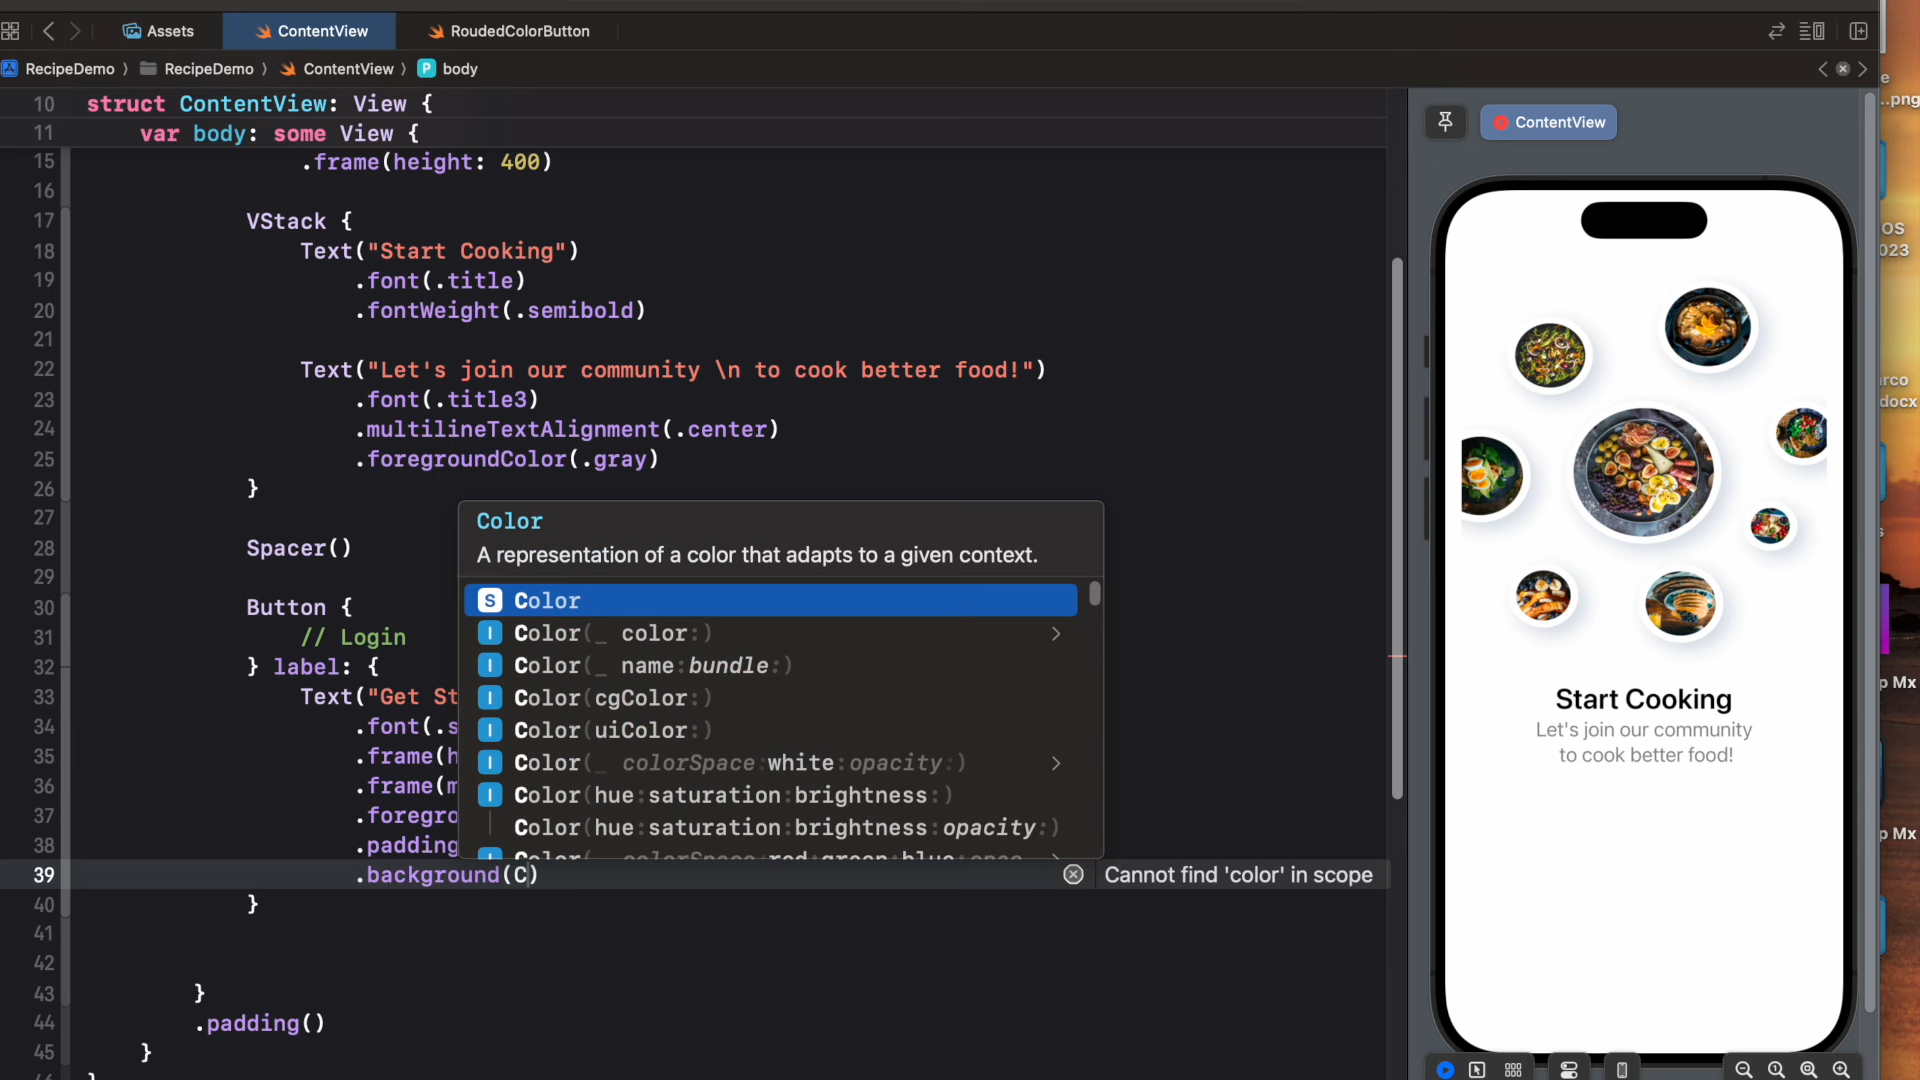 Assets ContentView RoudedColorButton
RecipeDemo RecipeDemo ContentView P body
10 struct ContentView: View {
11 var body: some View {
15 .frame(height: 400)
16
17 VStack {
18 Text("Start Cooking")
19 .font(.title)
20 .fontWeight(.semibold)
21
22 Text("Let's join our community \n to cook better food!")
23 .font(.title3)
24 .multilineTextAlignment(.center)
25 .foregroundColor(.gray)
26 }
27
28 Spacer()
29
30 Button {
31 // Login
32 } label: {
33 Text("Get St
34 .font(.s
35 .frame(h
36 .frame(m
37 .foregro
38 .padding
39 .background(C)
Cannot find 'color' in scope
40 }
41
42
43 }
44 .padding()
45 }
Color
A representation of a color that adapts to a given context.
S Color
I Color(_ color:)
I Color(_ name:bundle:)
I Color(cgColor:)
I Color(uiColor:)
I Color(_ colorSpace:white:opacity:)
I Color(hue:saturation:brightness:)
Color(hue:saturation:brightness:opacity:)
ContentView
Start Cooking
Let's join our community
to cook better food!
e
..png
OS
023
rco
docx
s
p Mx
p Mx